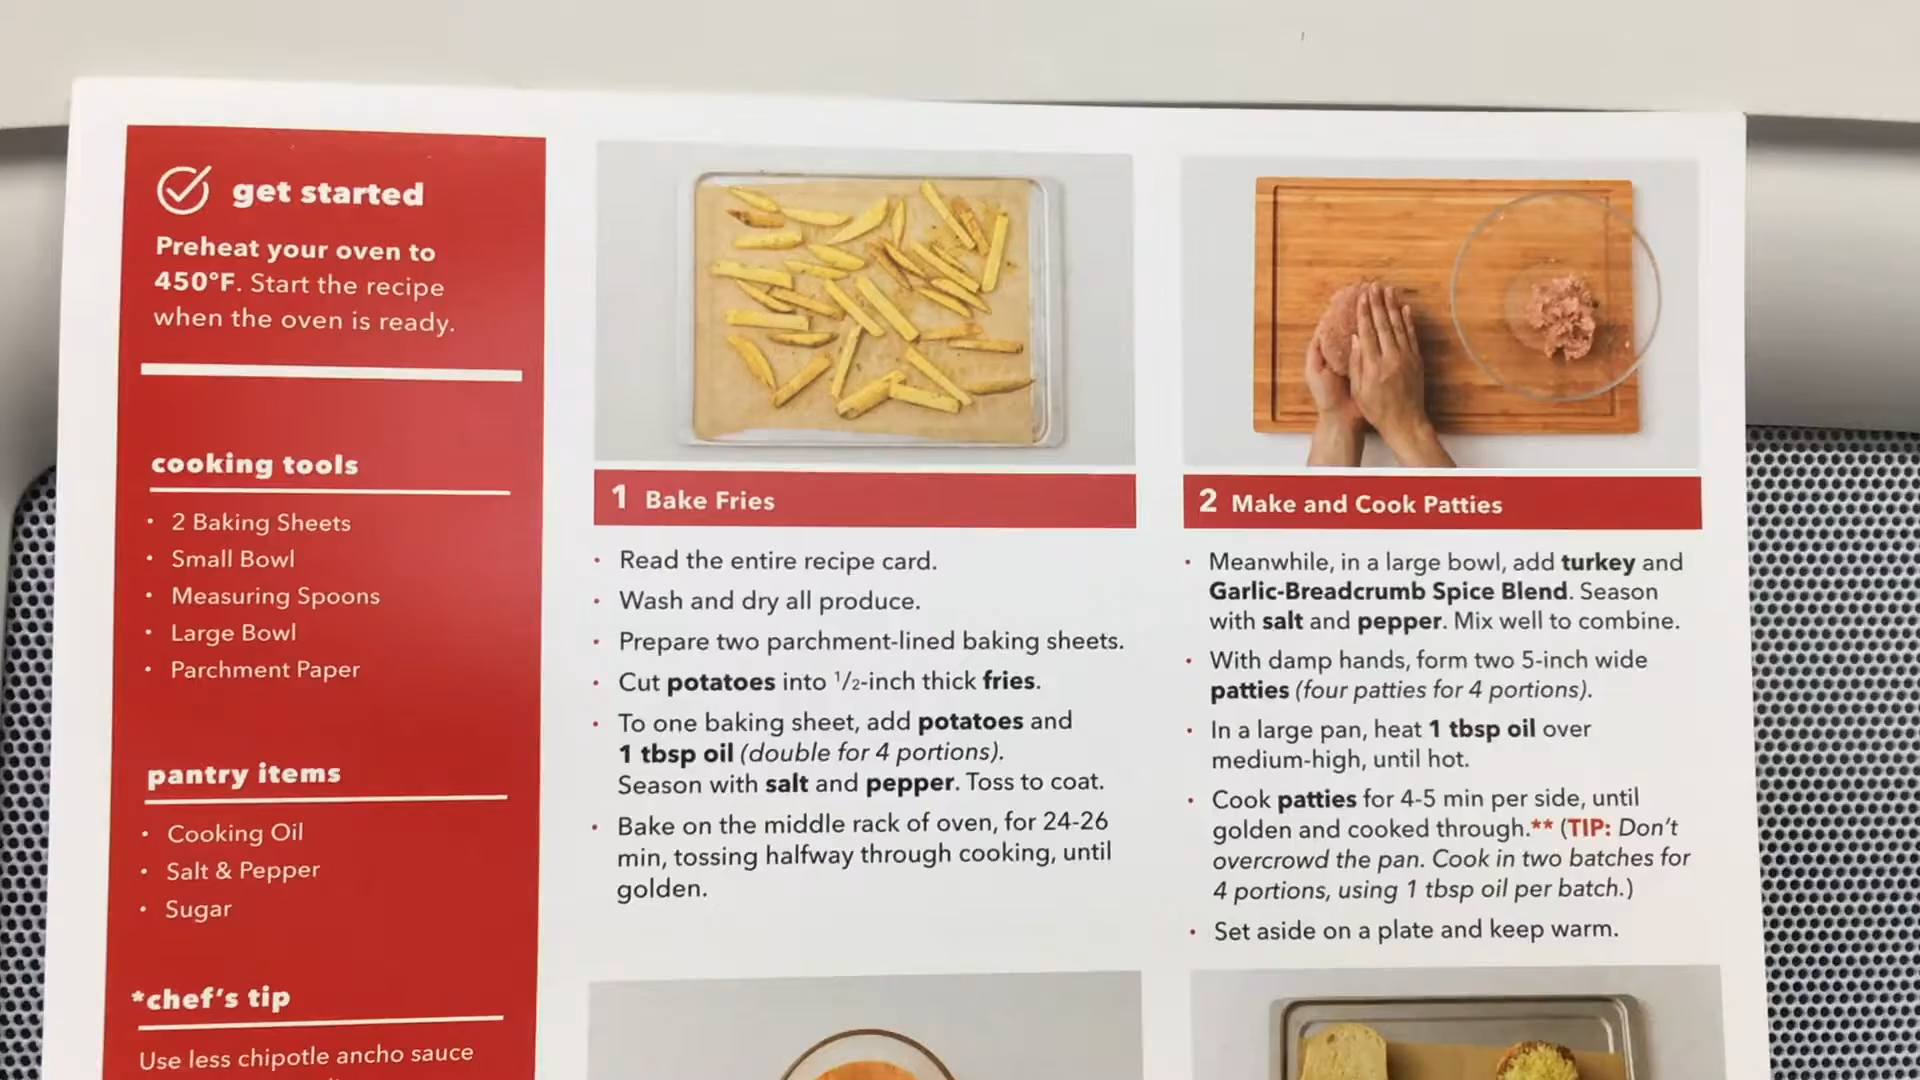 get started
Preheat your oven to
450°F. Start the recipe
when the oven is ready.
cooking tools
• 2 Baking Sheets
• Small Bowl
• Measuring Spoons
• Large Bowl
• Parchment Paper
pantry items
• Cooking Oil
• Salt & Pepper
• Sugar
*chef's tip
Use less chipotle ancho sauce
1 Bake Fries
• Read the entire recipe card.
• Wash and dry all produce.
• Prepare two parchment-lined baking sheets.
• Cut potatoes into 1/2-inch thick fries.
• To one baking sheet, add potatoes and
1 tbsp oil (double for 4 portions).
Season with salt and pepper. Toss to coat.
• Bake on the middle rack of oven, for 24-26
min, tossing halfway through cooking, until
golden.
2 Make and Cook Patties
• Meanwhile, in a large bowl, add turkey and
Garlic-Breadcrumb Spice Blend. Season
with salt and pepper. Mix well to combine.
• With damp hands, form two 5-inch wide
patties (four patties for 4 portions).
• In a large pan, heat 1 tbsp oil over
medium-high, until hot.
• Cook patties for 4-5 min per side, until
golden and cooked through.** (TIP: Don't
overcrowd the pan. Cook in two batches for
4 portions, using 1 tbsp oil per batch.)
• Set aside on a plate and keep warm.